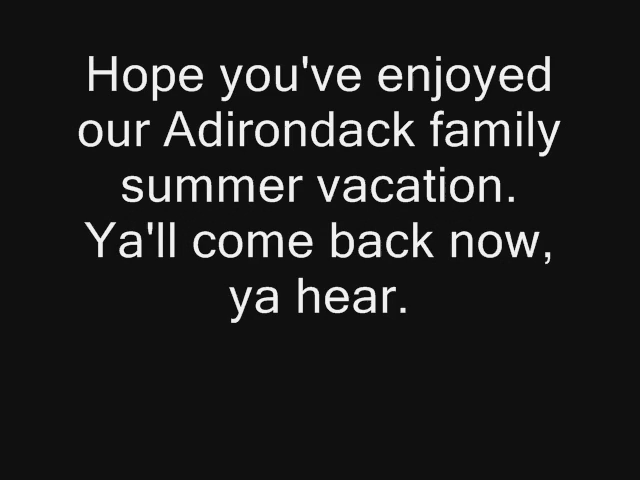 Hope you've enjoyed
our Adirondack family
summer vacation.
Ya'll come back now,
ya hear.